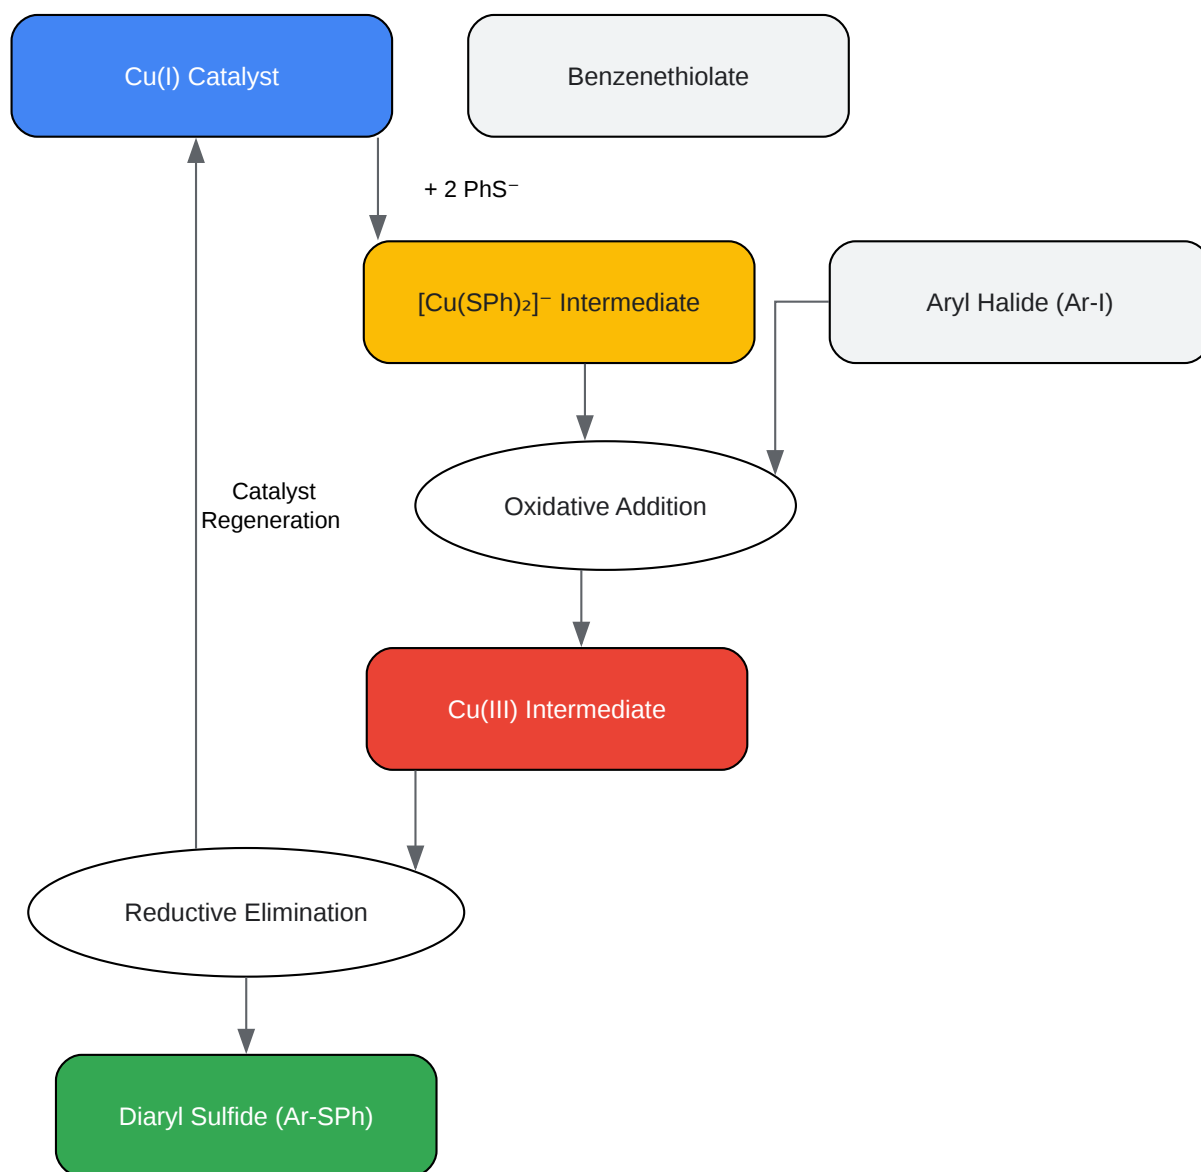 Cu(I) Catalyst
Benzenethiolate
+ 2 PhS⁻
[Cu(SPh)₂]⁻ Intermediate
Aryl Halide (Ar-I)
Catalyst
Regeneration
Oxidative Addition
Cu(III) Intermediate
Reductive Elimination
Diaryl Sulfide (Ar-SPh)